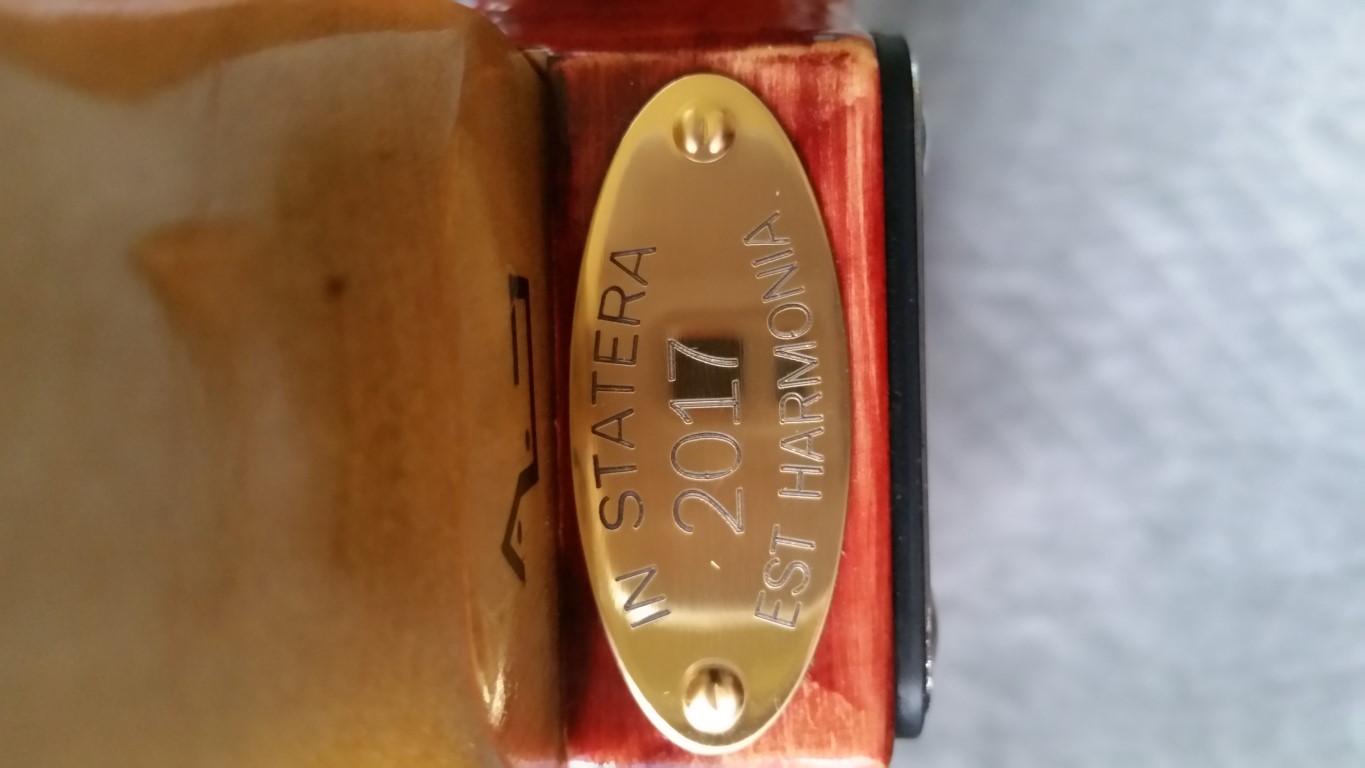 IN STATERA
2017
EST HARMONIA